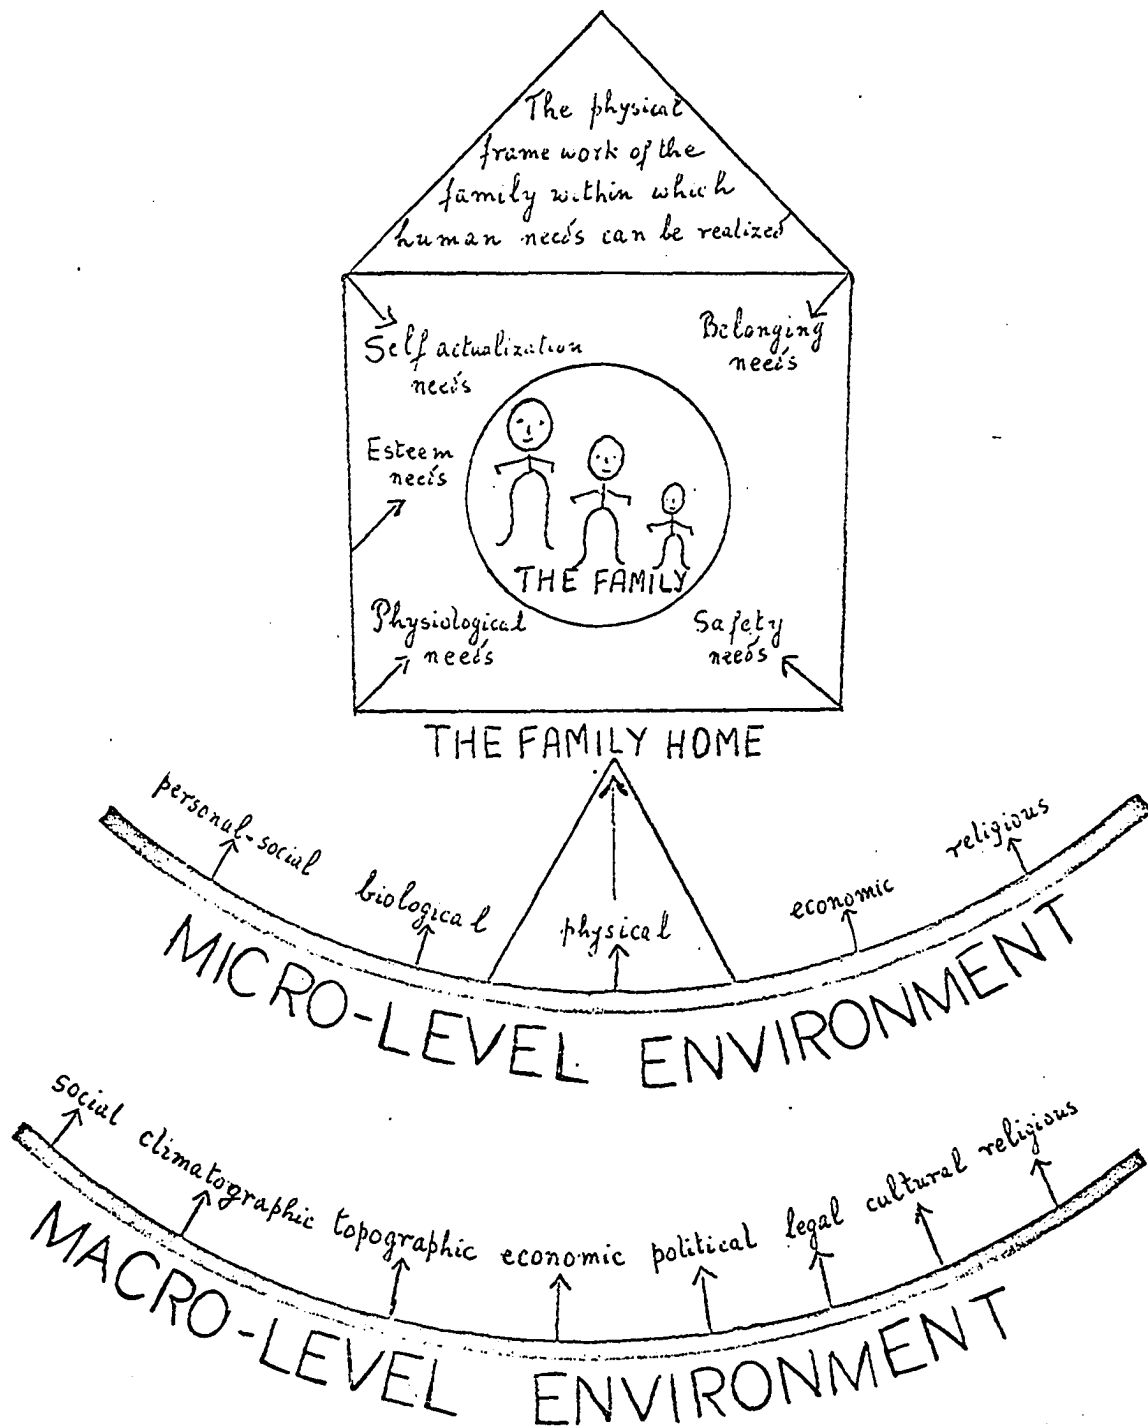 The physical
frame work of the
family within which
human needs can be realized
Self actualization
needs
Belonging
needs
Esteem
needs
THE FAMILY
Physiological
needs
Safety
needs
THE FAMILY HOME
personal-social
biological
physical
economic
religious
MICRO-LEVEL ENVIRONMENT
social climatographic topographic economic political legal cultural religious
MACRO-LEVEL ENVIRONMENT